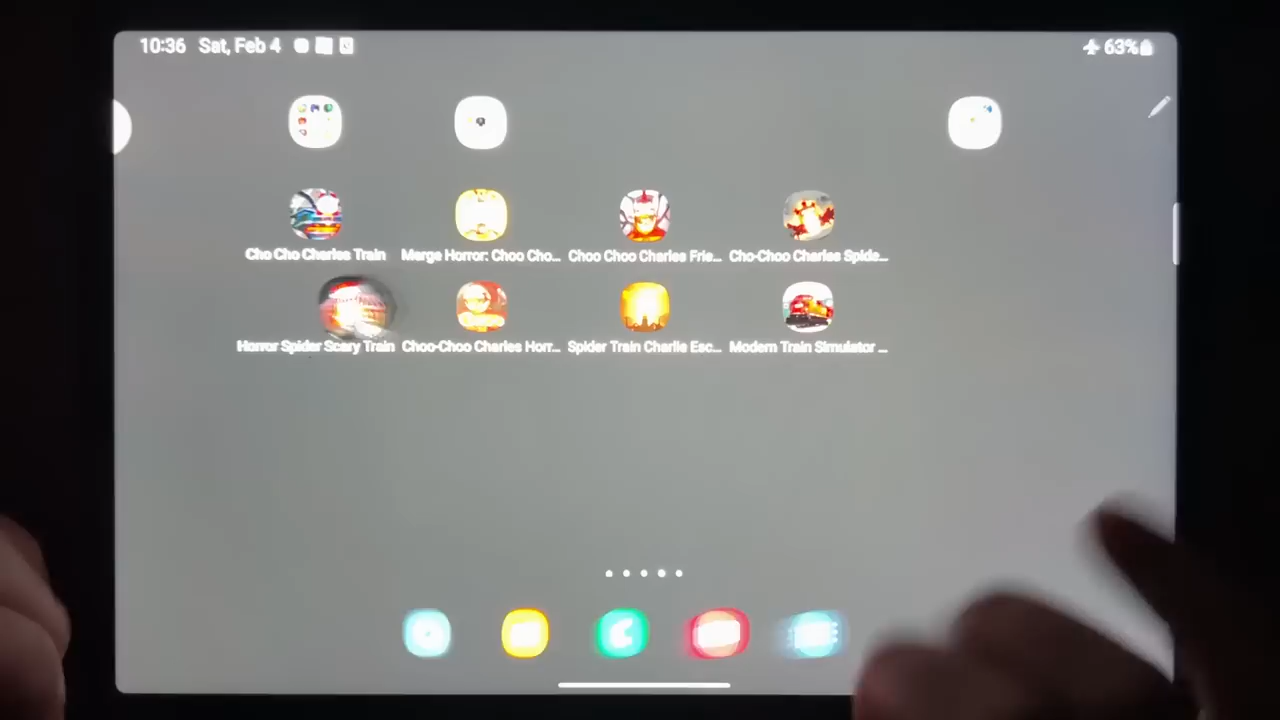 10:36 Sat, Feb 4
63%
Cho Cho Charles Train
Merge Horror: Choo Cho...
Choo Choo Charles Frie...
Cho-Choo Charles Spide...
Horror Spider Scary Train
Choo-Choo Charles Horr...
Spider Train Charlie Esc...
Modern Train Simulator ...